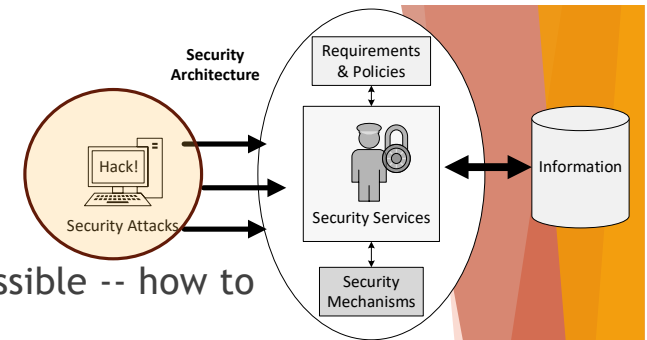 Security
Architecture
Requirements
& Policies
Hack!
Security Attacks
Security Services
Information
Security
Mechanisms
ssible -- how to